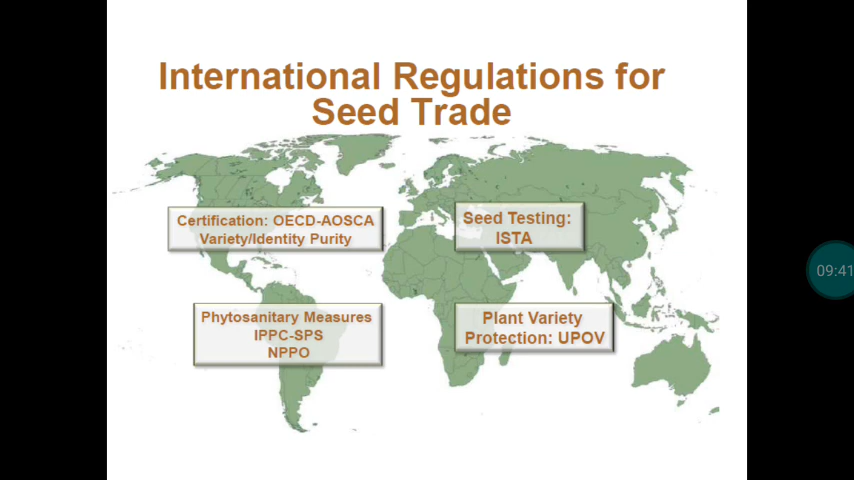 International Regulations for
Seed Trade
Certification: OECD-AOSCA
Variety/Identity Purity
Seed Testing:
ISTA
Phytosanitary Measures
IPPC-SPS
NPPO
Plant Variety
Protection: UPOV
09:41